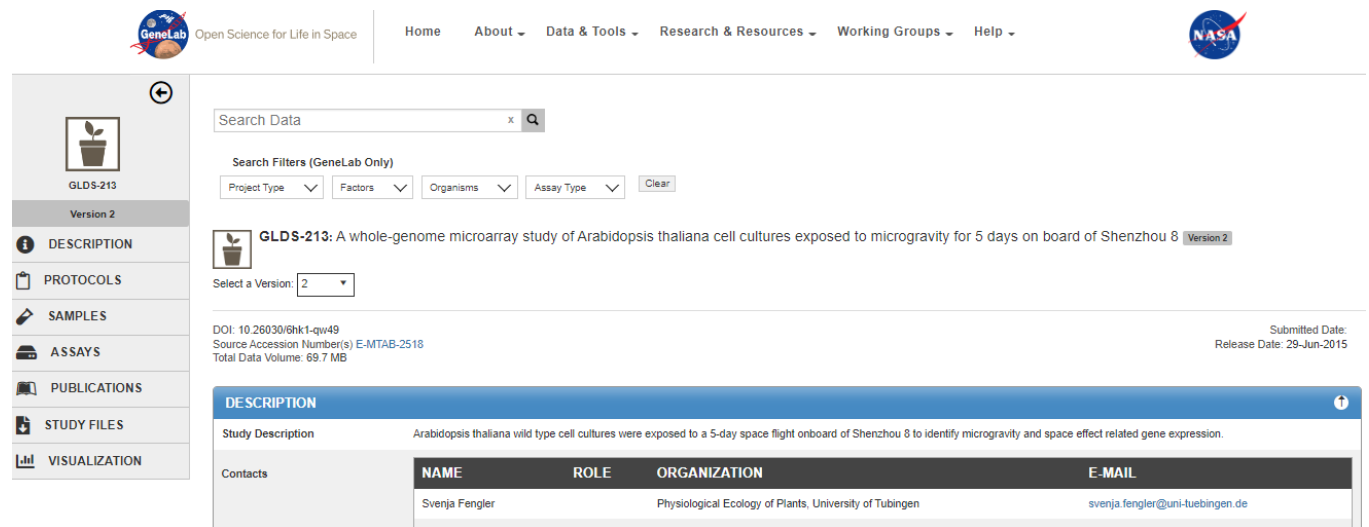 GeneLab Open Science for Life in Space Home About Data & Tools Research & Resources Working Groups Help NASA
GLDS-213
Version 2
DESCRIPTION
PROTOCOLS
SAMPLES
ASSAYS
PUBLICATIONS
STUDY FILES
VISUALIZATION
Search Data x
Search Filters (GeneLab Only)
Project Type Factors Organisms Assay Type Clear
GLDS-213: A whole-genome microarray study of Arabidopsis thaliana cell cultures exposed to microgravity for 5 days on board of Shenzhou 8 Version 2
Select a Version: 2
DOI: 10.26030/6hk1-qw49
Source Accession Number(s) E-MTAB-2518
Total Data Volume: 69.7 MB
Submitted Date:
Release Date: 29-Jun-2015
DESCRIPTION
Study Description Arabidopsis thaliana wild type cell cultures were exposed to a 5-day space flight onboard of Shenzhou 8 to identify microgravity and space effect related gene expression.
Contacts NAME ROLE ORGANIZATION E-MAIL
Svenja Fengler Physiological Ecology of Plants, University of Tubingen svenja.fengler@uni-tuebingen.de